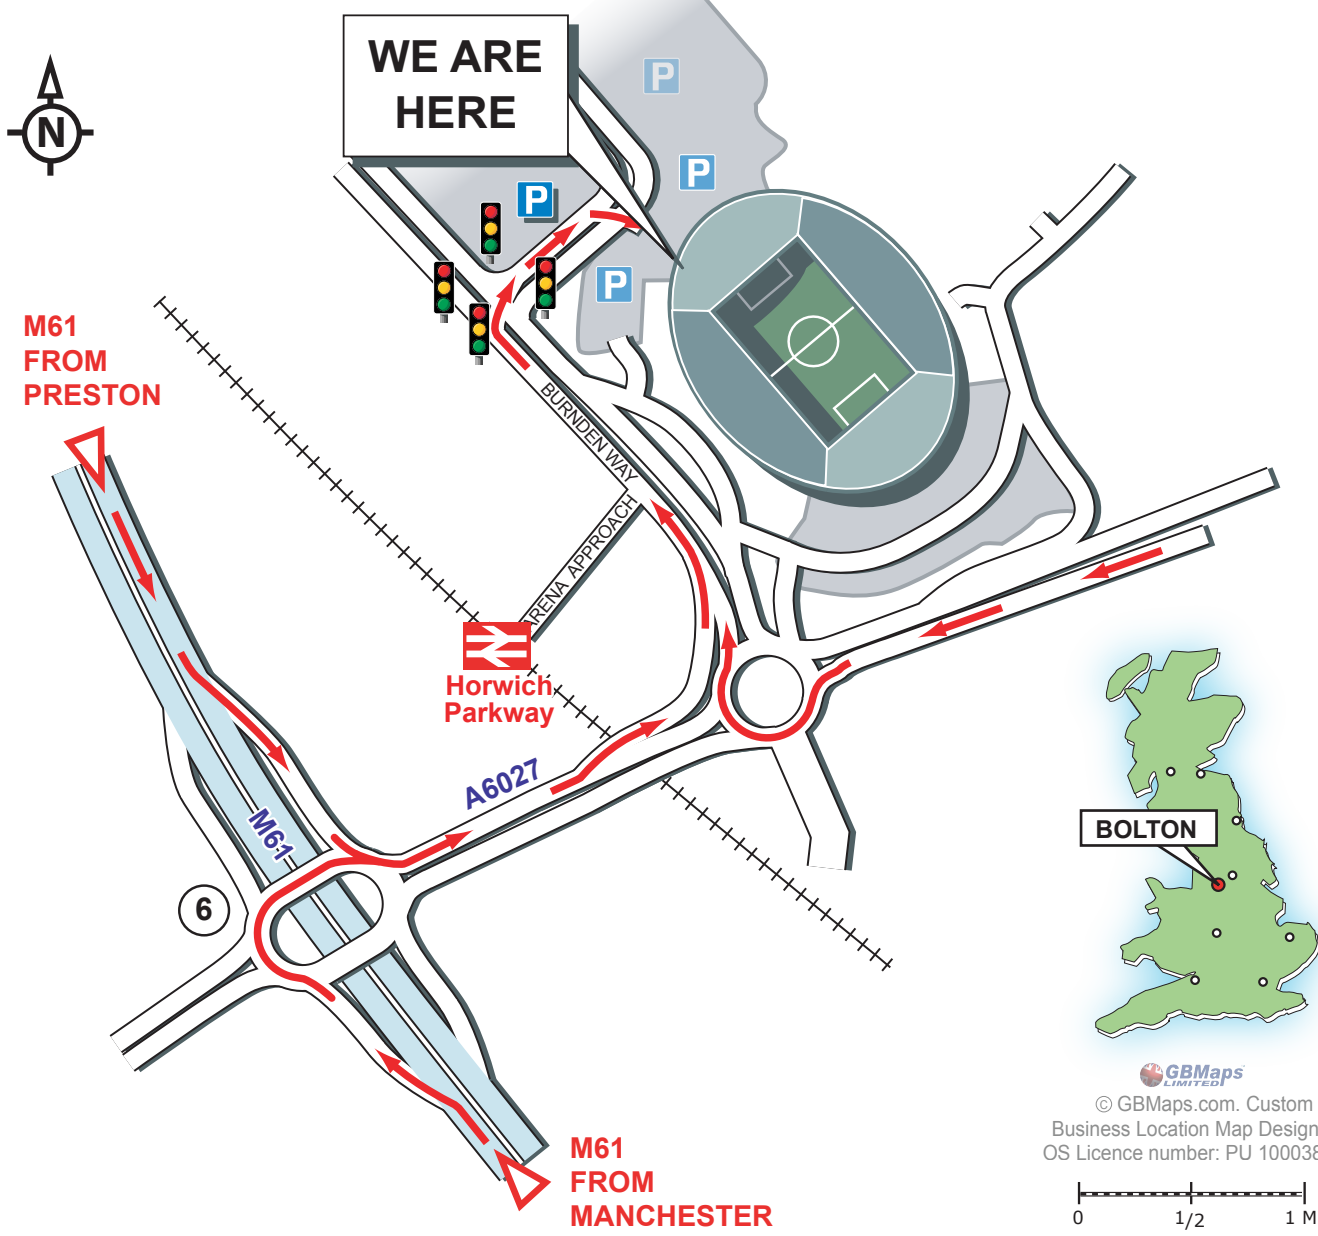 WE ARE
HERE
N
P
P
P
P
M61
FROM
PRESTON
BURNDEN WAY
ARENA APPROACH
Horwich
Parkway
A6027
M61
6
BOLTON
M61
FROM
MANCHESTER
GBMaps
LIMITED
© GBMaps.com. Custom
Business Location Map Design
OS Licence number: PU 100038
0 1/2 1 M